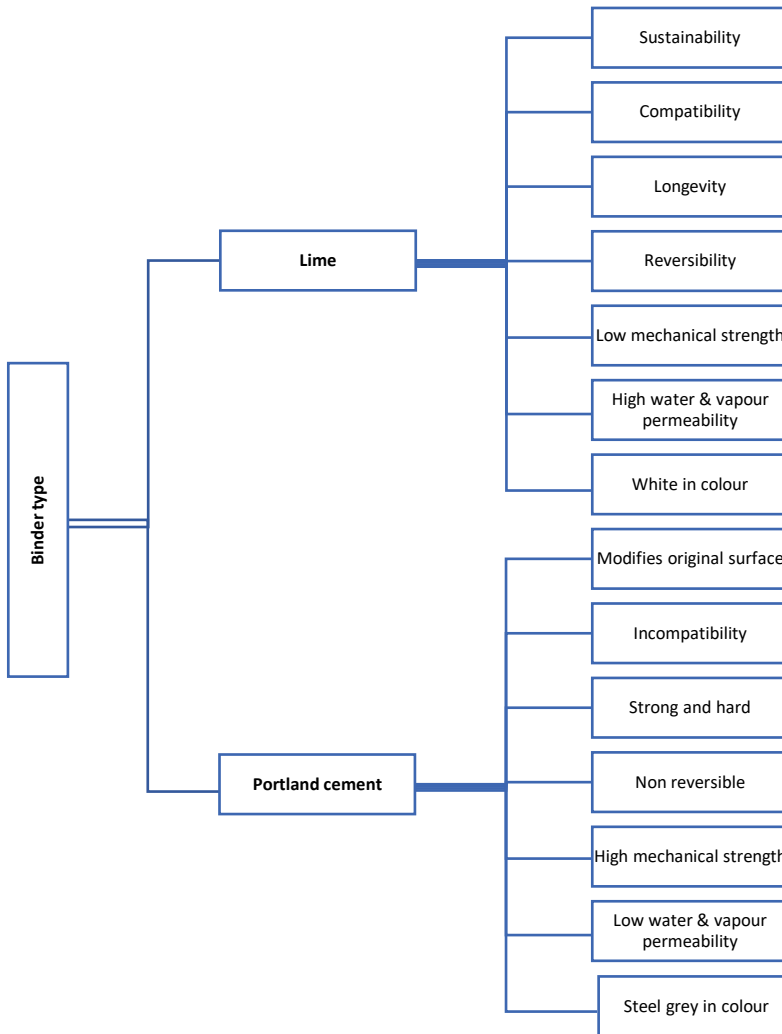 Binder type
Lime
Sustainability
Compatibility
Longevity
Reversibility
Low mechanical strength
High water & vapour
permeability
White in colour
Portland cement
Modifies original surface
Incompatibility
Strong and hard
Non reversible
High mechanical strength
Low water & vapour
permeability
Steel grey in colour